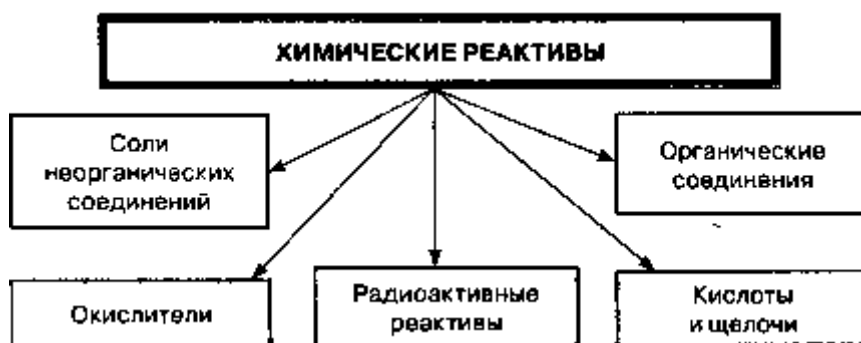 ХИМИЧЕСКИЕ РЕАКТИВЫ
Соли
неорганических
соединений
Органические
соединения
Окислители
Радиоактивные
реактивы
Кислоты
и щелочи